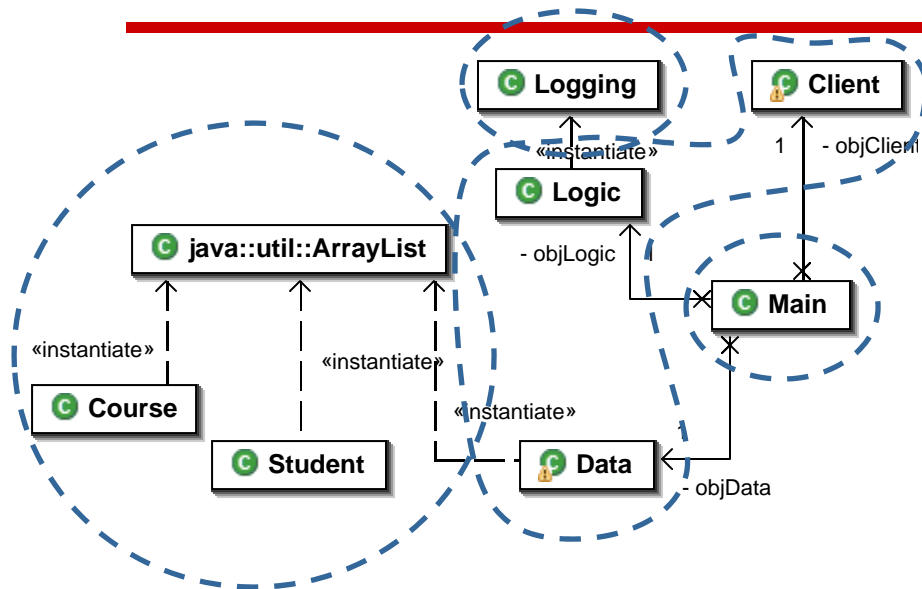 C Logging
C Client
«instantiate»
1
- objClient
C Logic
C java::util::ArrayList
- objLogic
C Main
«instantiate»
«instantiate»
C Course
«instantiate»
C Student
C Data
- objData